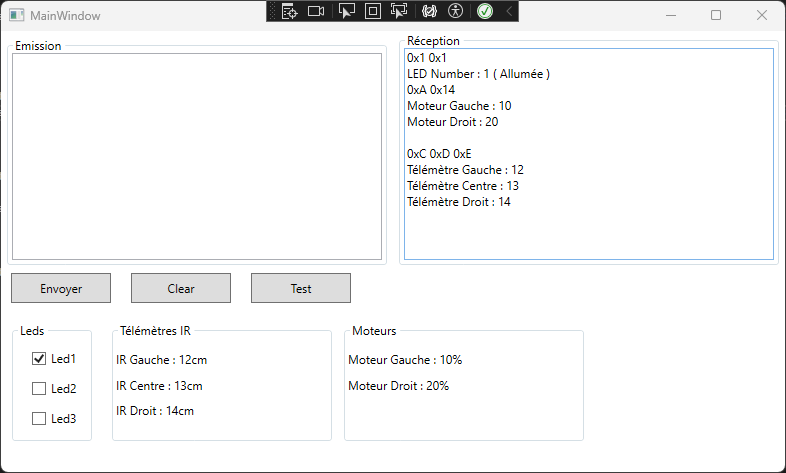 MainWindow
Emission
Réception
0x1 0x1
LED Number : 1 ( Allumée )
0xA 0x14
Moteur Gauche : 10
Moteur Droit : 20
0xC 0xD 0xE
Télémètre Gauche : 12
Télémètre Centre : 13
Télémètre Droit : 14
Envoyer
Clear
Test
Leds
Led1
Led2
Led3
Télémètres IR
IR Gauche : 12cm
IR Centre : 13cm
IR Droit : 14cm
Moteurs
Moteur Gauche : 10%
Moteur Droit : 20%